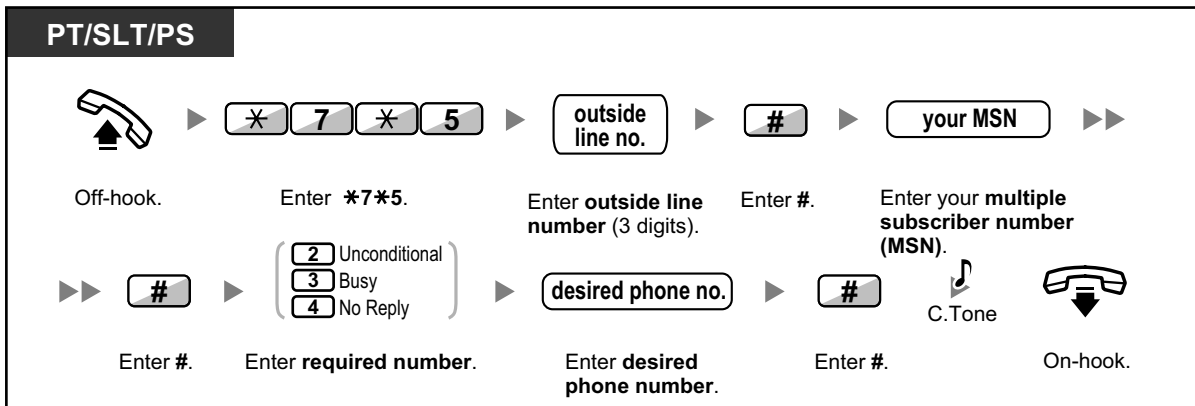 PT/SLT/PS
✳ 7 ✳ 5
outside
line no.
#
your MSN
Off-hook.
Enter ✳7✳5.
Enter outside line
number (3 digits).
Enter #.
Enter your multiple
subscriber number
(MSN).
#
2 Unconditional
3 Busy
4 No Reply
desired phone no.
#
C.Tone
Enter #.
Enter required number.
Enter desired
phone number.
Enter #.
On-hook.